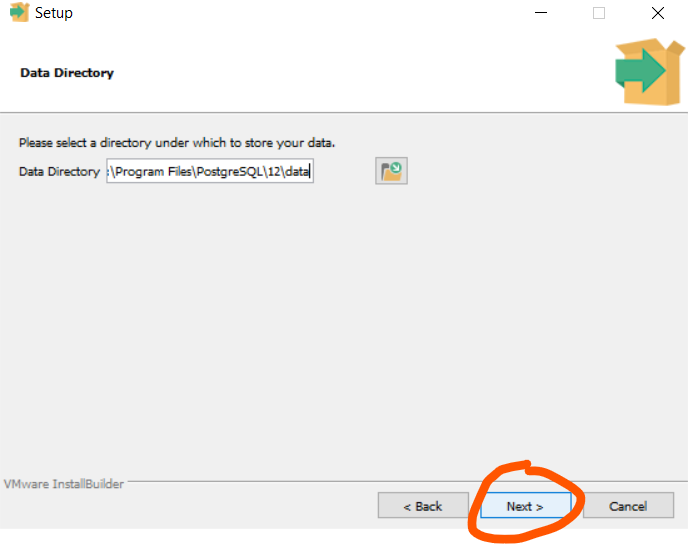 Setup
Data Directory
Please select a directory under which to store your data.
Data Directory :\Program Files\PostgreSQL\12\data
VMware InstallBuilder
< Back Next > Cancel